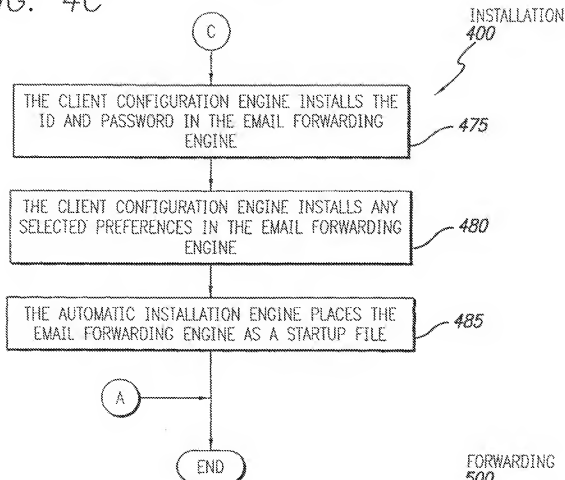 FIG. 4C
INSTALLATION
400
C
THE CLIENT CONFIGURATION ENGINE INSTALLS THE
ID AND PASSWORD IN THE EMAIL FORWARDING
ENGINE
475
THE CLIENT CONFIGURATION ENGINE INSTALLS ANY
SELECTED PREFERENCES IN THE EMAIL FORWARDING
ENGINE
480
THE AUTOMATIC INSTALLATION ENGINE PLACES THE
EMAIL FORWARDING ENGINE AS A STARTUP FILE
485
A
END
FORWARDING
500